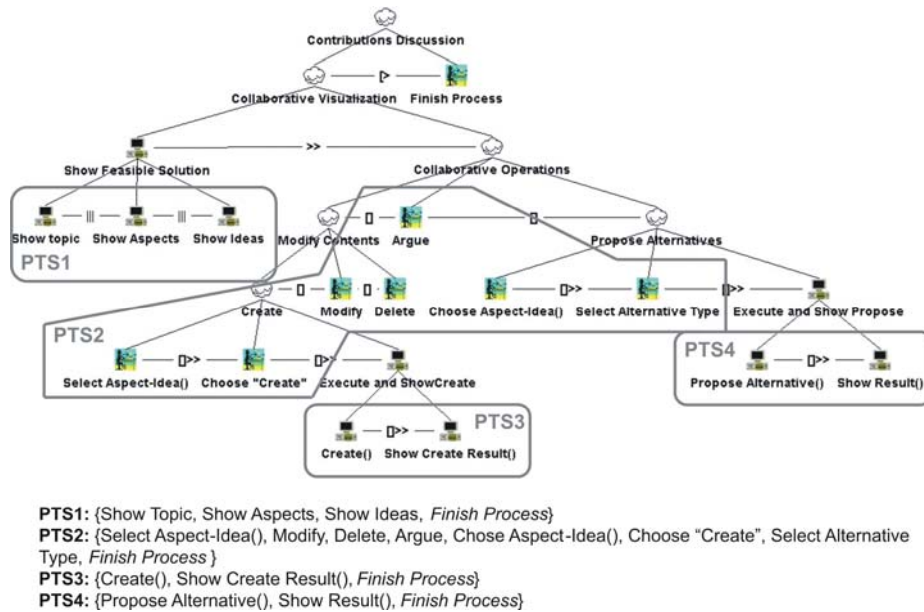 Contributions Discussion
[>
Collaborative Visualization Finish Process
>>
Show Feasible Solution Collaborative Operations
||| ||| [] []
Show topic Show Aspects Show Ideas Modify Contents Argue Propose Alternatives
PTS1
[] [] []>> []>>
Create Modify Delete Choose Aspect-Idea() Select Alternative Type Execute and Show Propose
PTS2 PTS4
[]>> []>> []>>
Select Aspect-Idea() Choose "Create" Execute and ShowCreate Propose Alternative() Show Result()
PTS3
[]>>
Create() Show Create Result()
PTS1: {Show Topic, Show Aspects, Show Ideas, Finish Process}
PTS2: {Select Aspect-Idea(), Modify, Delete, Argue, Chose Aspect-Idea(), Choose “Create”, Select Alternative
Type, Finish Process }
PTS3: {Create(), Show Create Result(), Finish Process}
PTS4: {Propose Alternative(), Show Result(), Finish Process}